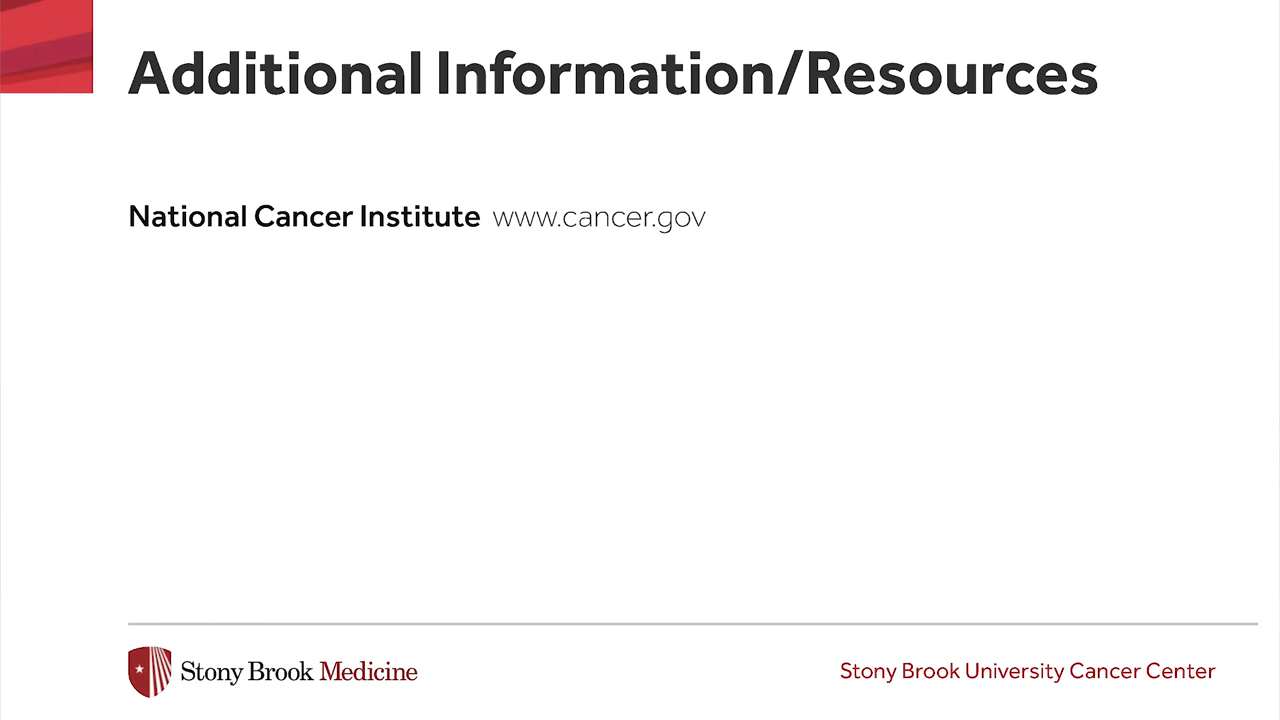 Additional Information/Resources
National Cancer Institute www.cancer.gov
Stony Brook Medicine
Stony Brook University Cancer Center